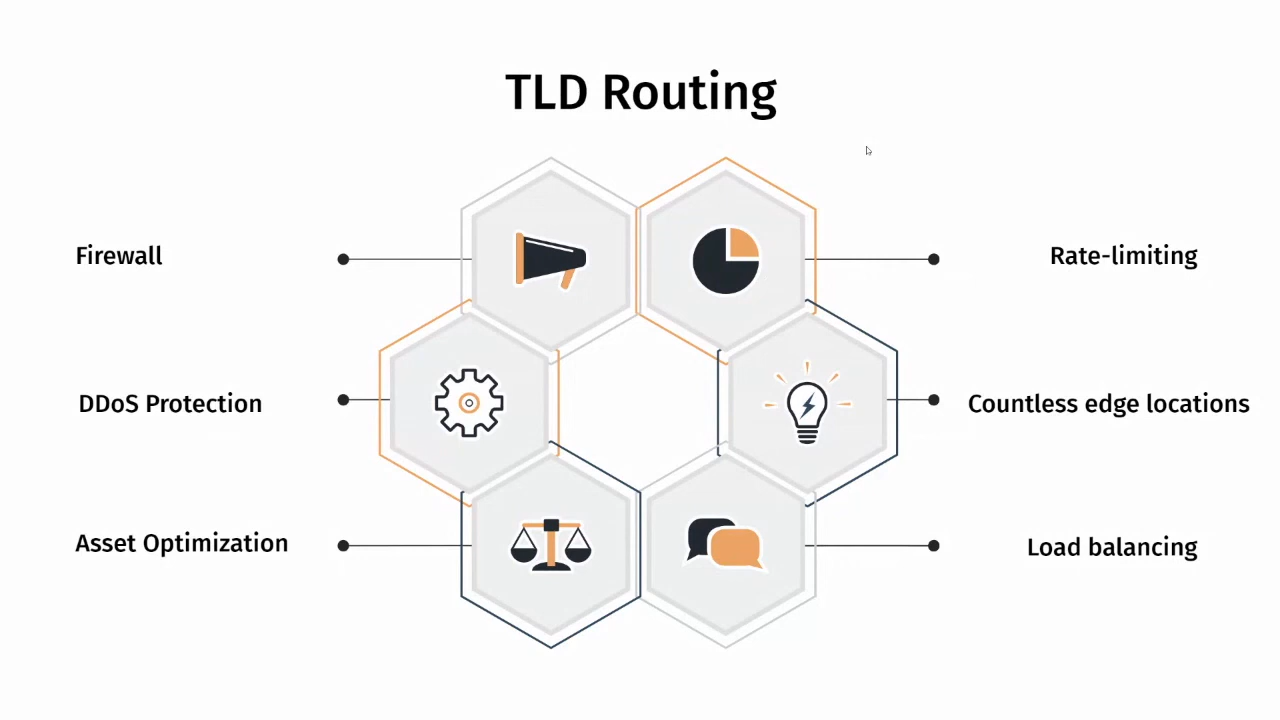 TLD Routing
Firewall
Rate-limiting
DDoS Protection
Countless edge locations
Asset Optimization
Load balancing